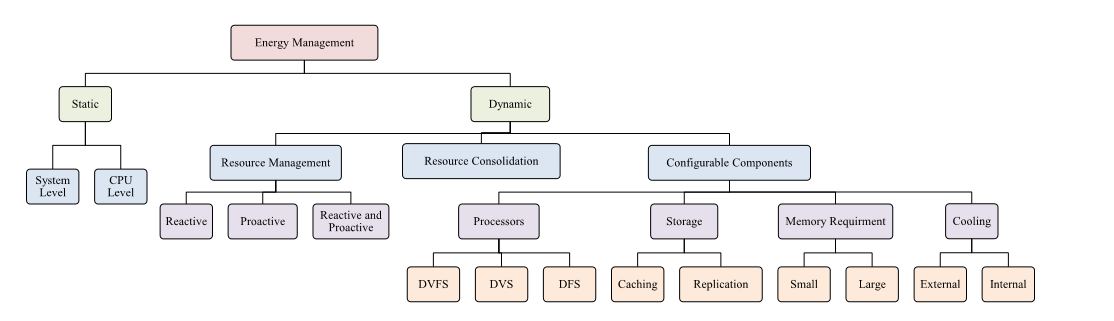 Energy Management
Static
Dynamic
Resource Management
Resource Consolidation
Configurable Components
System
Level
CPU
Level
Reactive
Proactive
Reactive and
Proactive
Processors
Storage
Memory Requirment
Cooling
DVFS
DVS
DFS
Caching
Replication
Small
Large
External
Internal